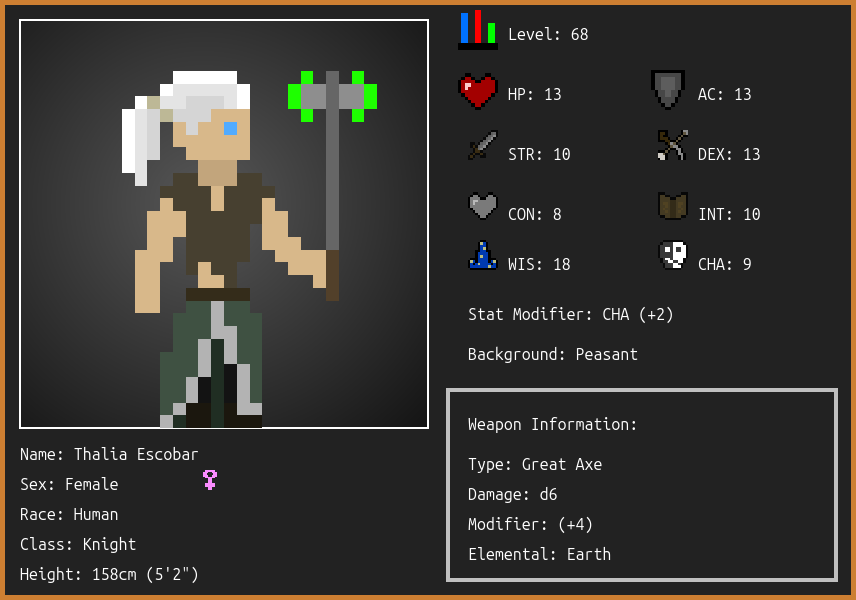 Level: 68
HP: 13
AC: 13
STR: 10
DEX: 13
CON: 8
INT: 10
WIS: 18
CHA: 9
Stat Modifier: CHA (+2)
Background: Peasant
Weapon Information:
Type: Great Axe
Damage: d6
Modifier: (+4)
Elemental: Earth
Name: Thalia Escobar
Sex: Female
Race: Human
Class: Knight
Height: 158cm (5'2")